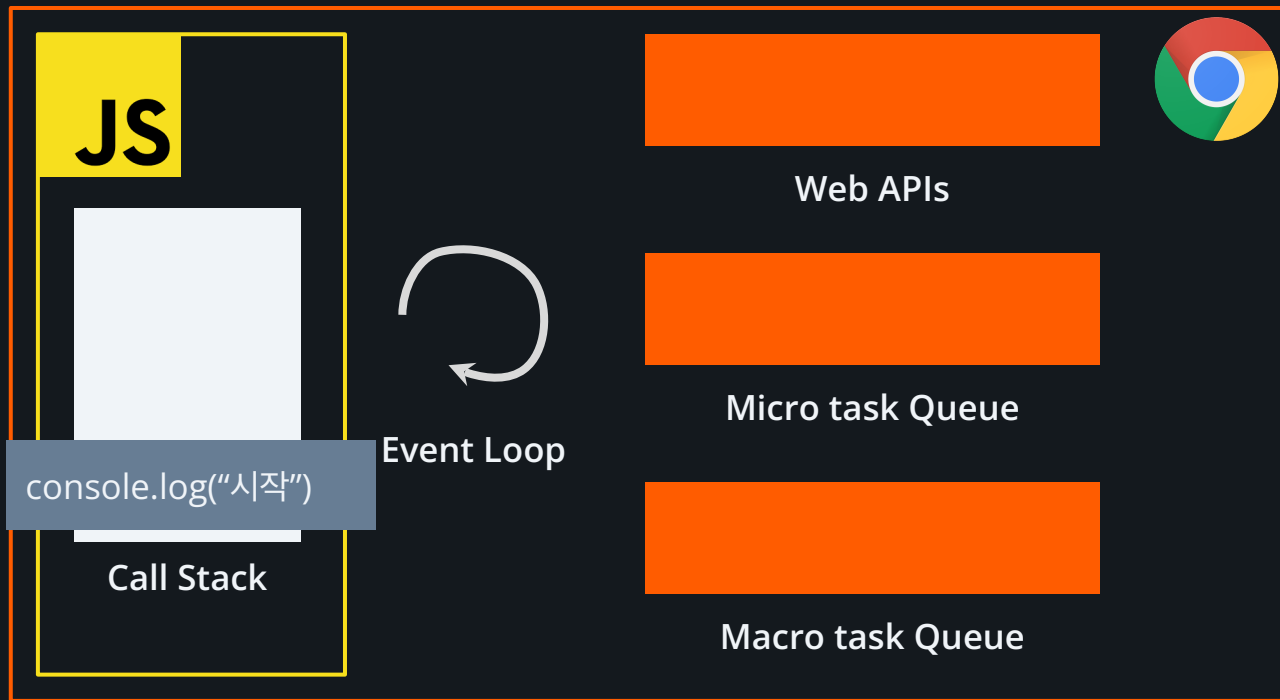 JS
Web APIs
Micro task Queue
Event Loop
console.log(“시작”)
Call Stack
Macro task Queue